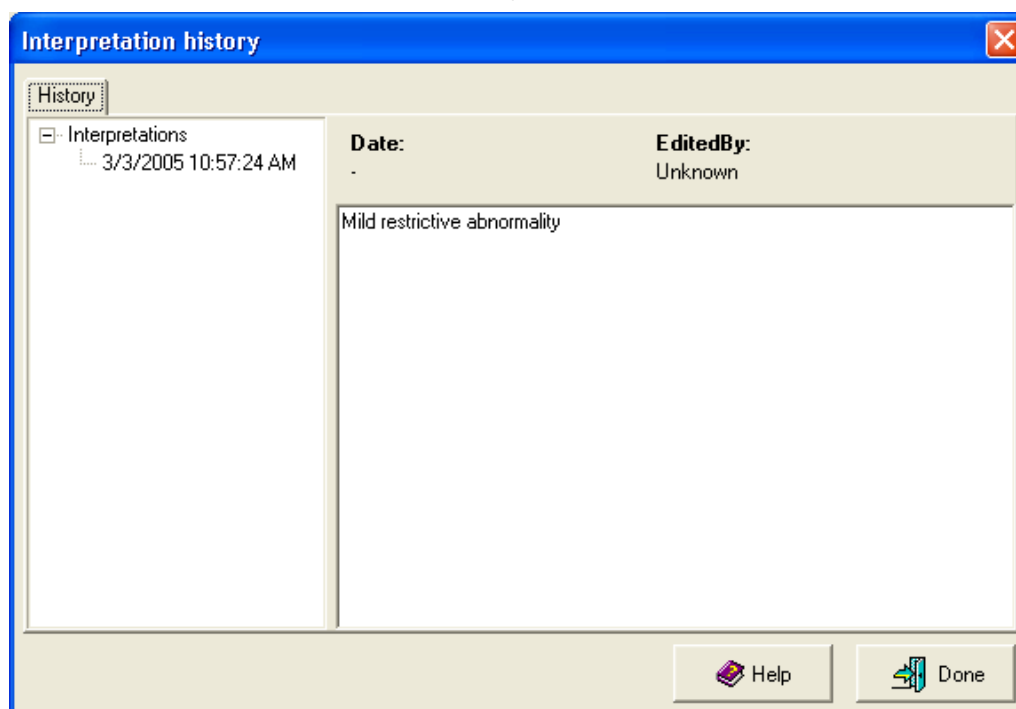 Interpretation history
History
Interpretations
3/3/2005 10:57:24 AM
Date: EditedBy:
- Unknown
Mild restrictive abnormality
Help Done